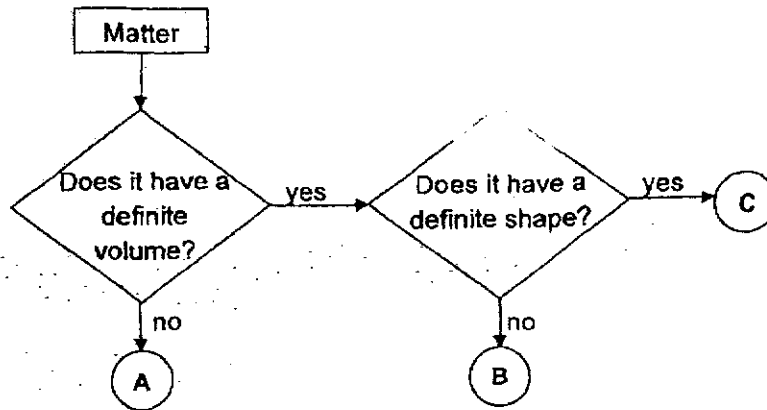 Matter
Does it have a
definite
volume?
yes
Does it have a
definite shape?
yes
C
no
A
no
B